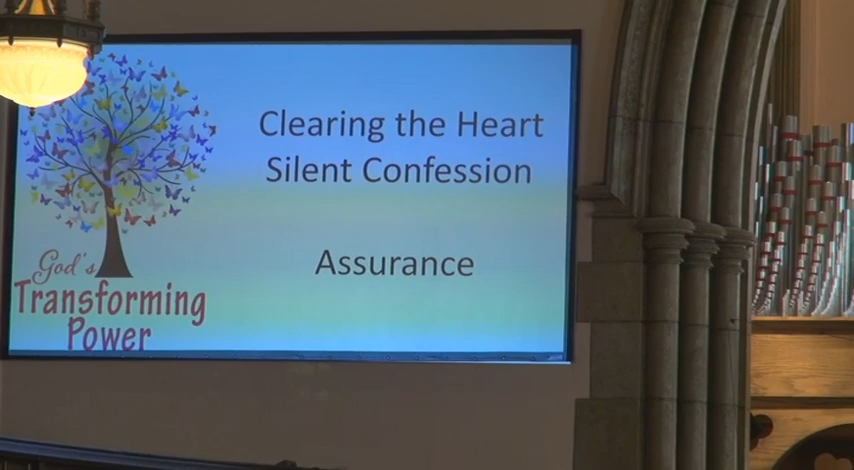 Clearing the Heart
Silent Confession
Assurance
God's
Transforming
Power